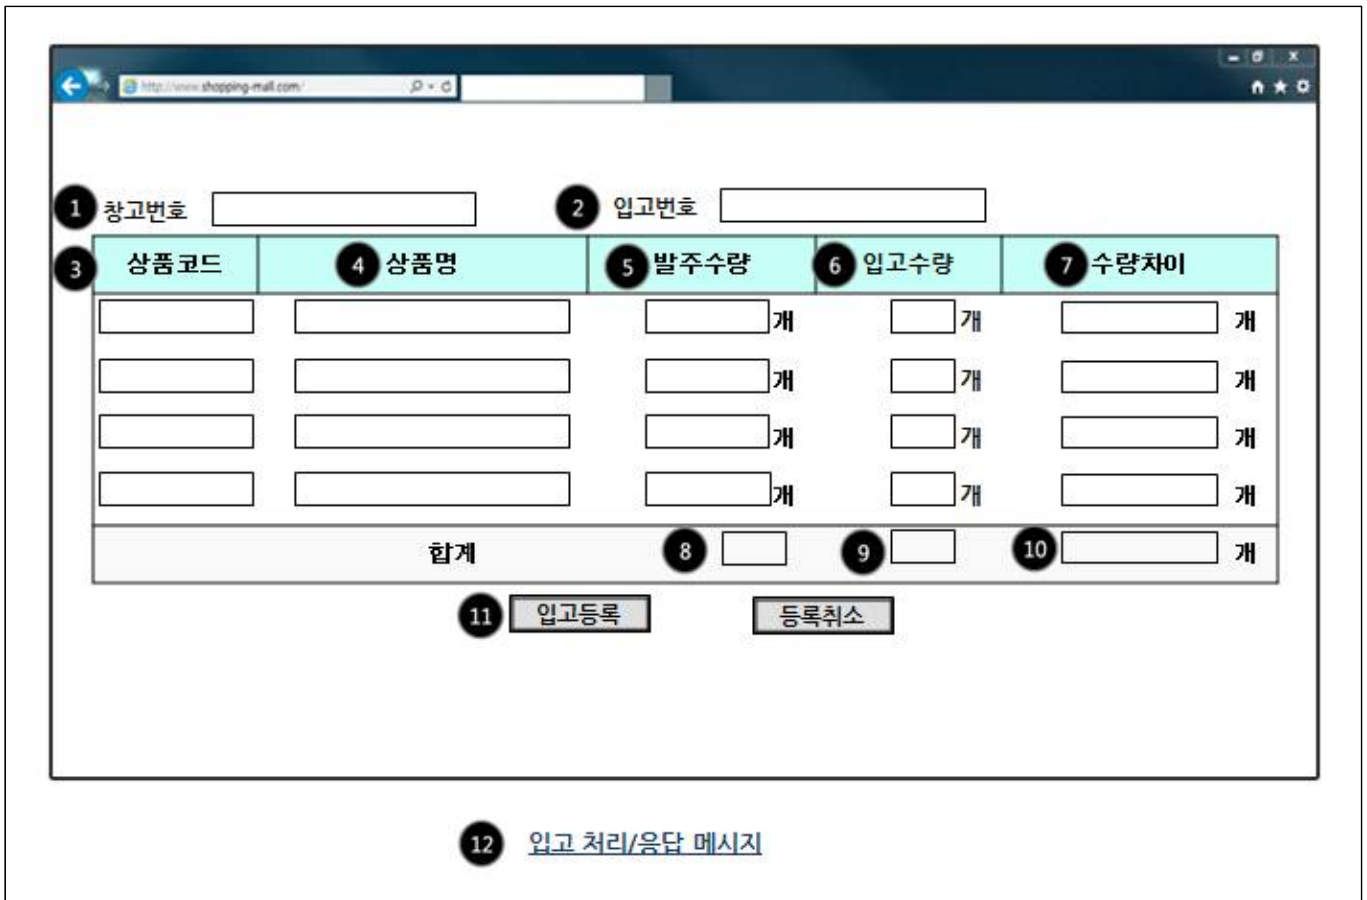 http://www.shopping-mall.com/
1 창고번호 2 입고번호
3 상품코드 4 상품명 5 발주수량 6 입고수량 7 수량차이
개 개 개
개 개 개
개 개 개
개 개 개
합계 8 9 10 개
11 입고등록 등록취소
12 입고 처리/응답 메시지